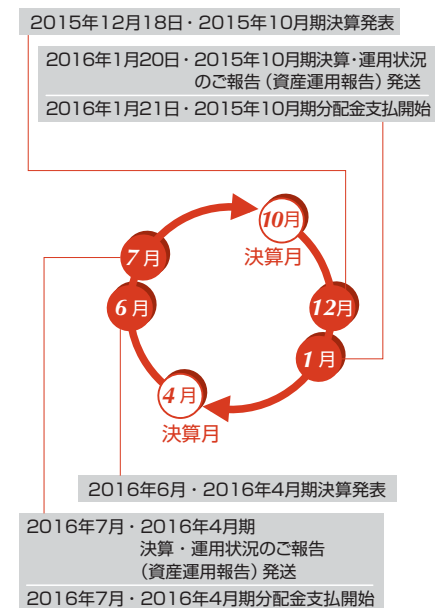 2015年12月18日・2015年10月期決算発表
2016年1月20日・2015年10月期決算・運用状況
のご報告（資産運用報告）発送
2016年1月21日・2015年10月期分配金支払開始
10月
決算月
7月
6月
12月
1月
4月
決算月
2016年6月・2016年4月期決算発表
2016年7月・2016年4月期
決算・運用状況のご報告
（資産運用報告）発送
2016年7月・2016年4月期分配金支払開始